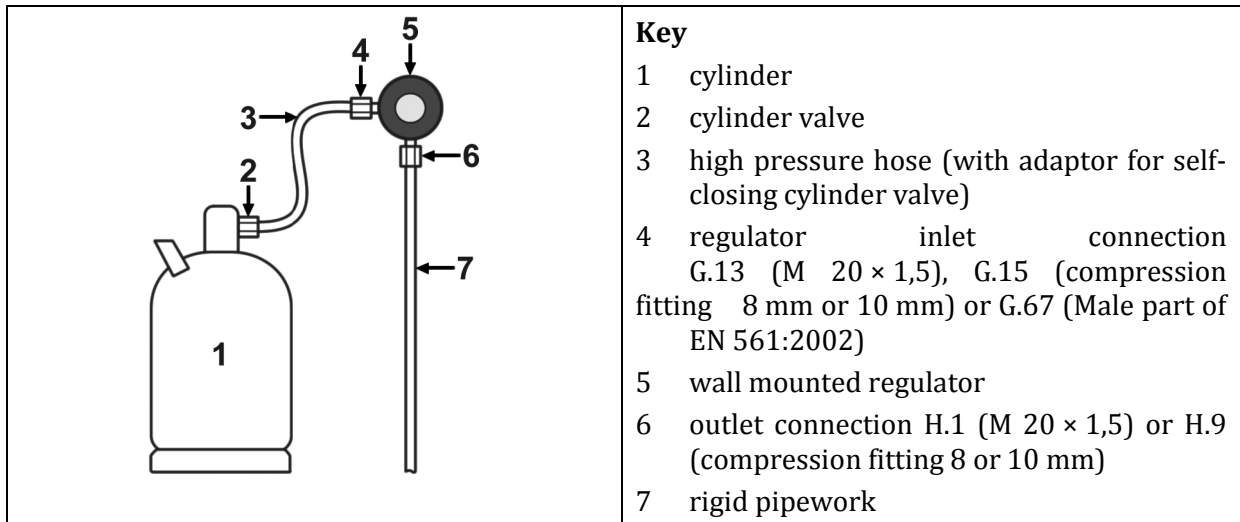 5
4
3
6
2
7
1
Key
1 cylinder
2 cylinder valve
3 high pressure hose (with adaptor for self-
closing cylinder valve)
4 regulator inlet connection
G.13 (M 20 × 1,5), G.15 (compression
fitting 8 mm or 10 mm) or G.67 (Male part of
EN 561:2002)
5 wall mounted regulator
6 outlet connection H.1 (M 20 × 1,5) or H.9
(compression fitting 8 or 10 mm)
7 rigid pipework